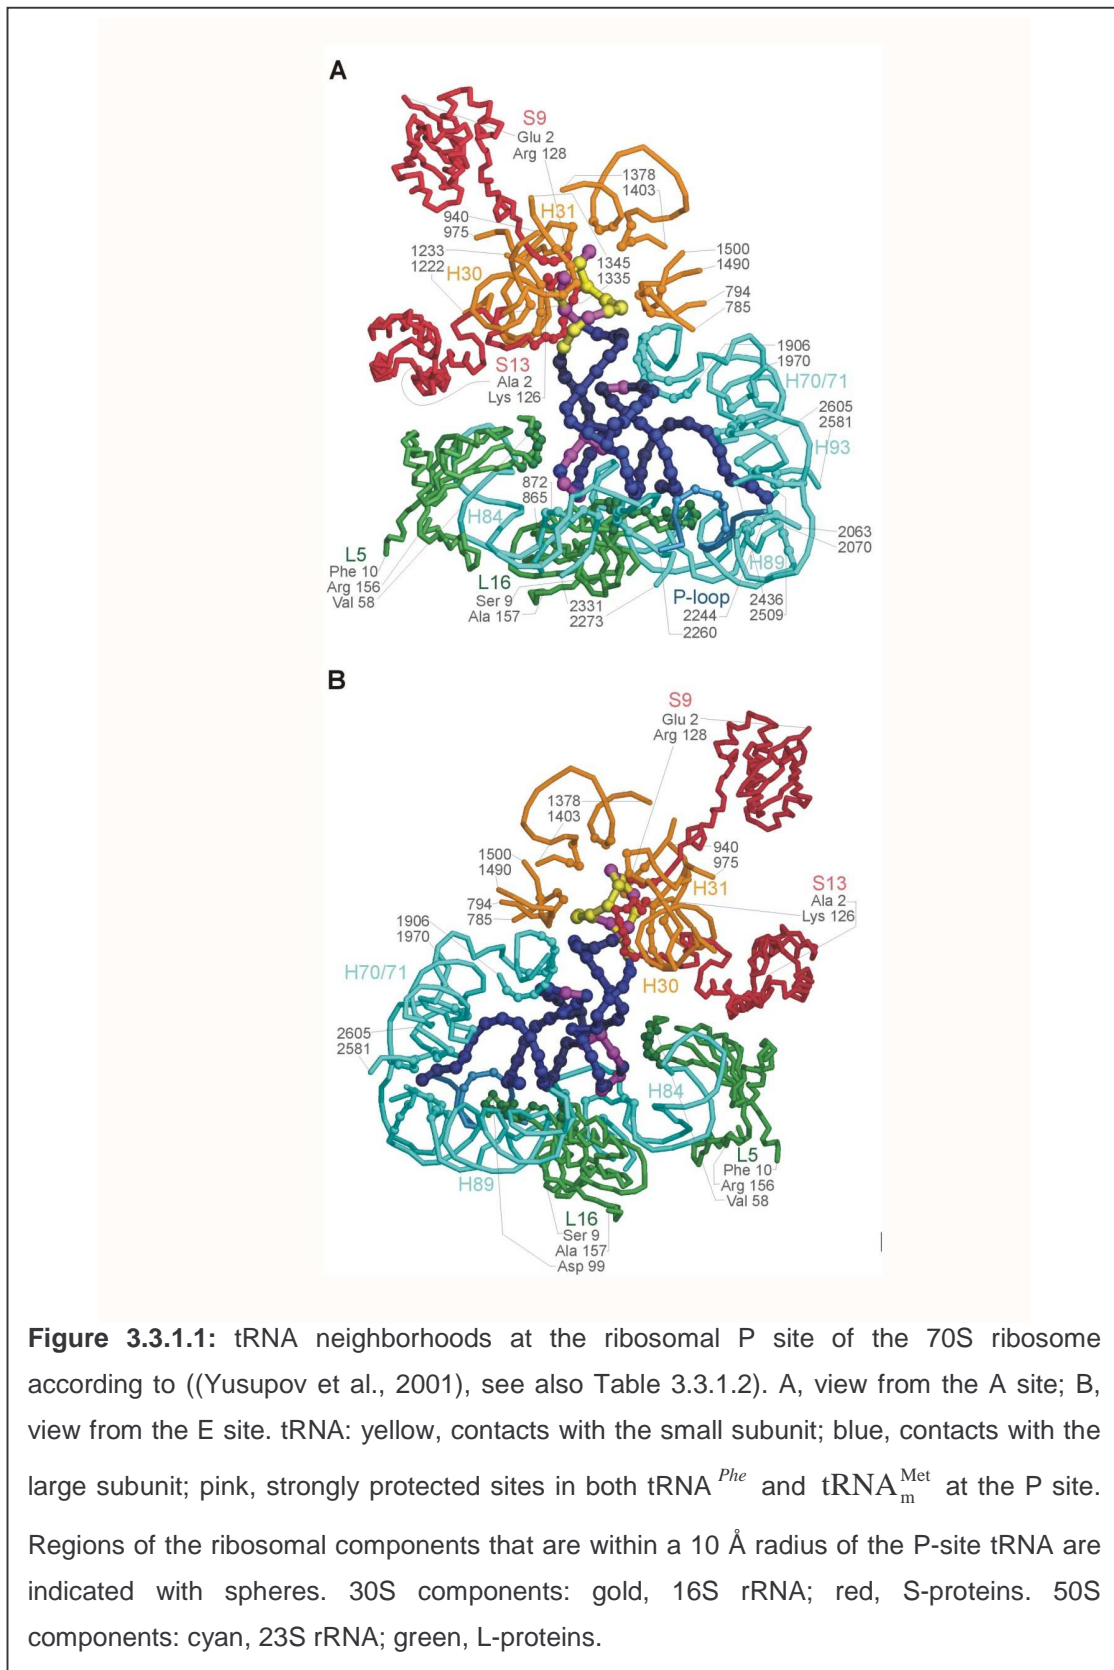 A
S9
Glu 2
Arg 128
1378
1403
H31
940
975
1500
1490
1233
1222
H30
1345
1335
794
785
1906
1970
S13
Ala 2
Lys 126
H70/71
2605
2581
H93
872
865
H84
2063
2070
L5
Phe 10
Arg 156
Val 58
H89
L16
Ser 9
Ala 157
P-loop
2331
2273
2244
2260
2436
2509
B
S9
Glu 2
Arg 128
1378
1403
1500
1490
940
975
H31
S13
Ala 2
Lys 126
794
785
1906
1970
H70/71
H30
2605
2581
H84
L5
Phe 10
Arg 156
Val 58
H89
L16
Ser 9
Ala 157
Asp 99
Figure 3.3.1.1: tRNA neighborhoods at the ribosomal P site of the 70S ribosome
according to ((Yusupov et al., 2001), see also Table 3.3.1.2). A, view from the A site; B,
view from the E site. tRNA: yellow, contacts with the small subunit; blue, contacts with the
large subunit; pink, strongly protected sites in both tRNA Phe and tRNA Met m at the P site.
Regions of the ribosomal components that are within a 10 Å radius of the P-site tRNA are
indicated with spheres. 30S components: gold, 16S rRNA; red, S-proteins. 50S
components: cyan, 23S rRNA; green, L-proteins.